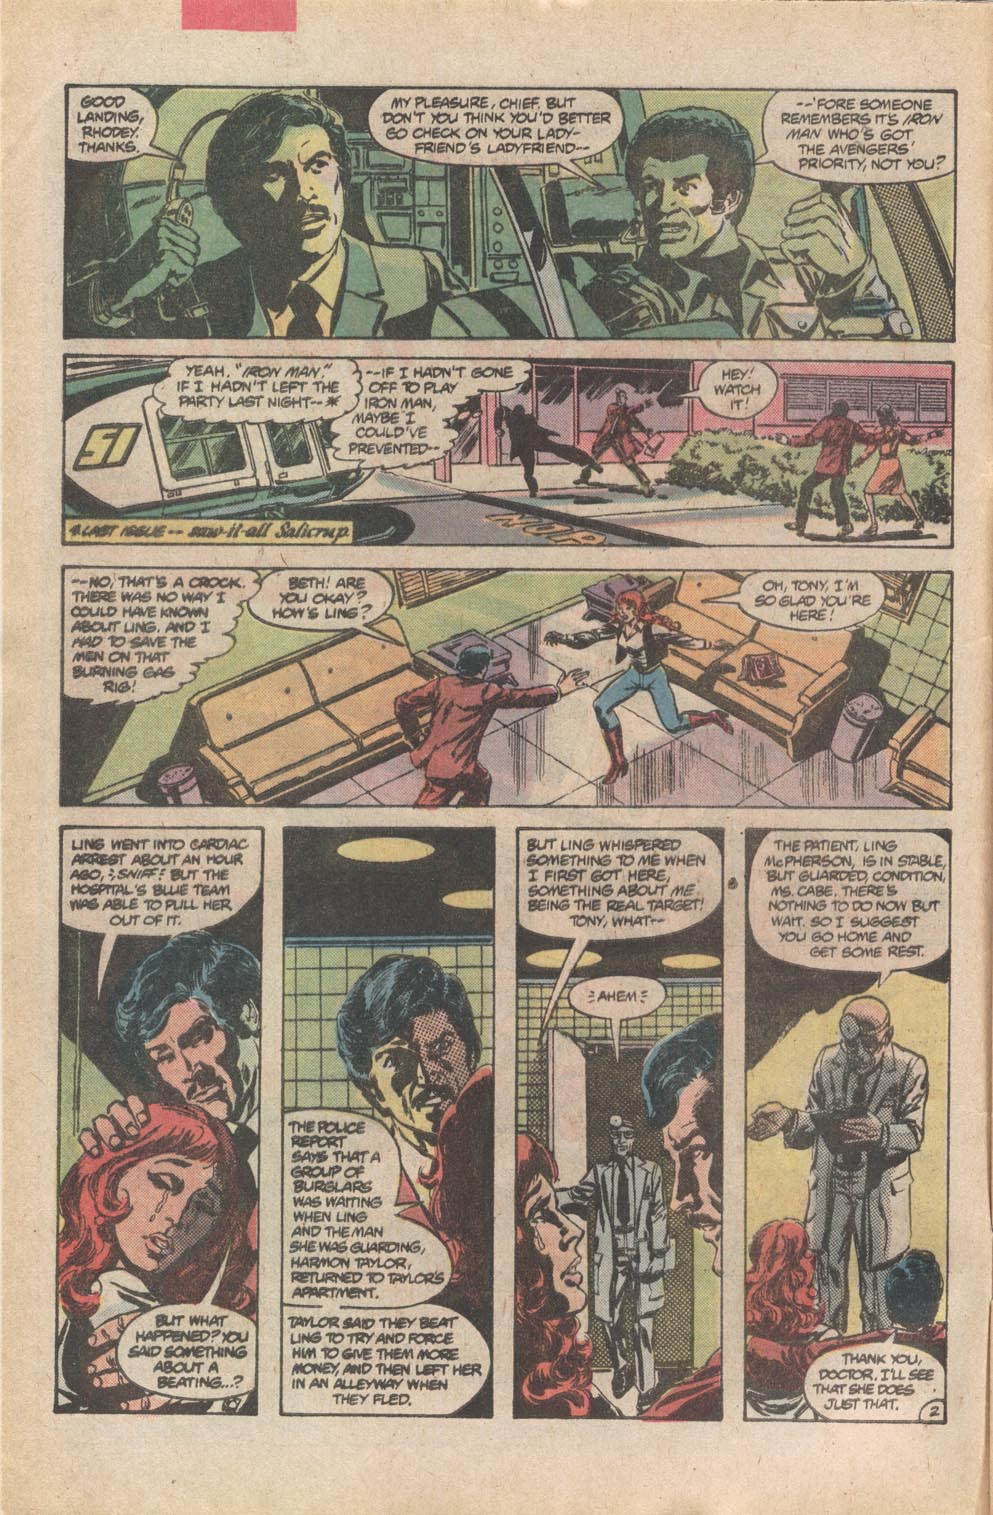 GOOD
LANDING,
RHODEY.
THANKS.
MY PLEASURE, CHIEF. BUT
DON'T YOU THINK YOU'D BETTER
GO CHECK ON YOUR LADY-
FRIEND'S LADYFRIEND--
--'FORE SOMEONE
REMEMBERS IT'S IRON
MAN WHO'S GOT
THE AVENGERS'
PRIORITY, NOT YOU?
YEAH. "IRON MAN."
IF I HADN'T LEFT THE
PARTY LAST NIGHT--*
--IF I HADN'T GONE
OFF TO PLAY
IRON MAN,
MAYBE I
COULD'VE
PREVENTED--
HEY!
WATCH
IT!
SI
* LAST ISSUE -- saw-it-all Salicrup.
--NO, THAT'S A CROCK.
THERE WAS NO WAY I
COULD HAVE KNOWN
ABOUT LING. AND I
HAD TO SAVE THE
MEN ON THAT
BURNING GAS
RIG!
BETH! ARE
YOU OKAY?
HOW'S LING?
OH, TONY, I'M
SO GLAD YOU'RE
HERE!
LING WENT INTO CARDIAC
ARREST ABOUT AN HOUR
AGO, SNIFF! BUT THE
HOSPITAL'S BLUE TEAM
WAS ABLE TO PULL HER
OUT OF IT.
BUT WHAT
HAPPENED? YOU
SAID SOMETHING
ABOUT A
BEATING...?
THE POLICE
REPORT
SAYS THAT A
GROUP OF
BURGLARS
WAS WAITING
WHEN LING
AND THE MAN
SHE WAS GUARDING,
HARMON TAYLOR,
RETURNED TO TAYLOR'S
APARTMENT.
TAYLOR SAID THEY BEAT
LING TO TRY AND FORCE
HIM TO GIVE THEM MORE
MONEY, AND THEN LEFT HER
IN AN ALLEYWAY WHEN
THEY FLED.
BUT LING WHISPERED
SOMETHING TO ME WHEN
I FIRST GOT HERE,
SOMETHING ABOUT ME
BEING THE REAL TARGET!
TONY, WHAT--
AHEM
THE PATIENT, LING
McPHERSON, IS IN STABLE,
BUT GUARDED, CONDITION,
MS. CABE. THERE'S
NOTHING TO DO NOW BUT
WAIT. SO I SUGGEST
YOU GO HOME AND
GET SOME REST.
THANK YOU,
DOCTOR. I'LL SEE
THAT SHE DOES
JUST THAT.
2